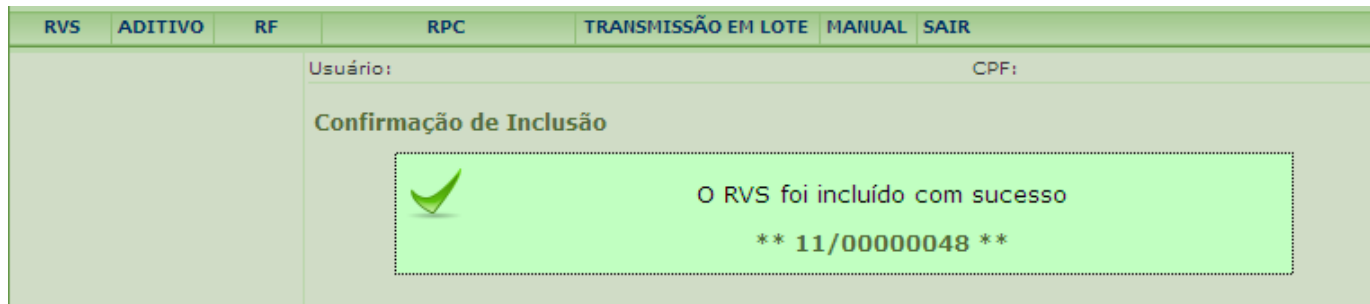 RVS ADITIVO RF RPC TRANSMISSÃO EM LOTE MANUAL SAIR
Usuário: CPF:
Confirmação de Inclusão
O RVS foi incluído com sucesso
** 11/00000048 **